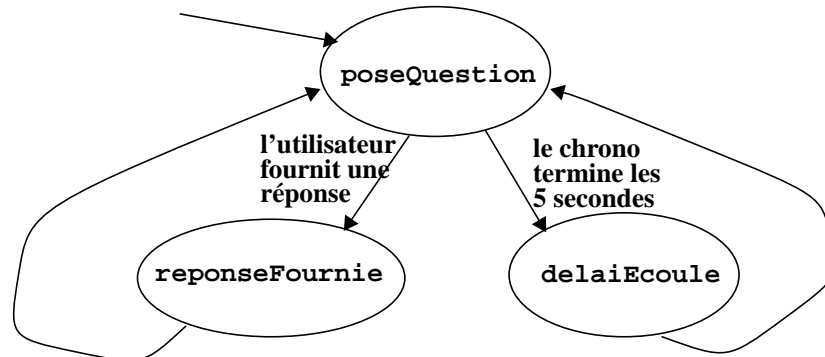 poseQuestion
l’utilisateur
fournit une
réponse
le chrono
termine les
5 secondes
reponseFournie
delaiEcoule